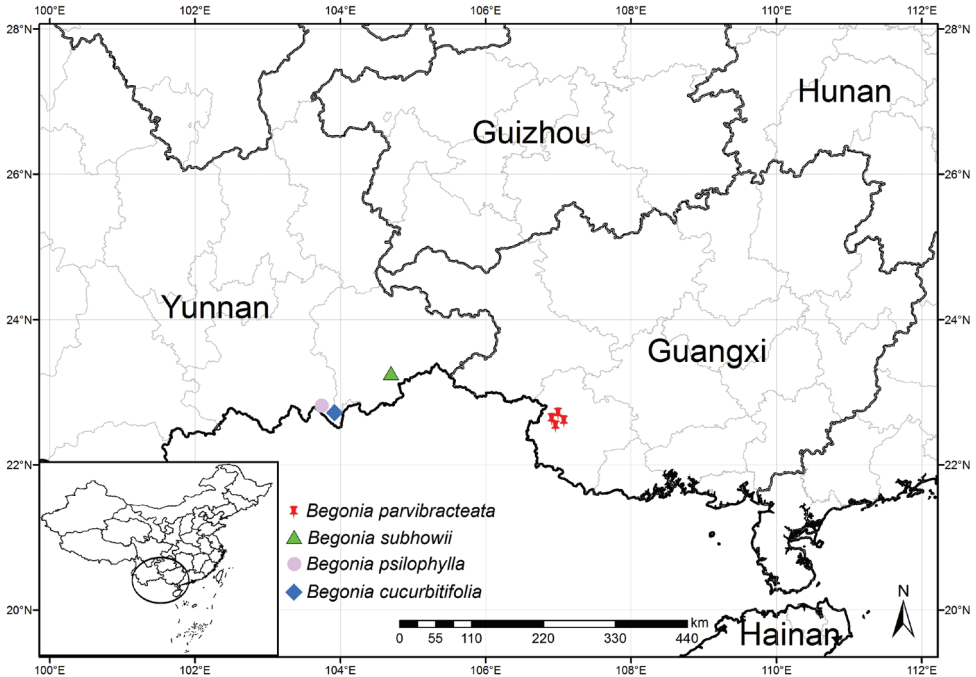 100°E 102°E 104°E 106°E 108°E 110°E 112°E
28°N 28°N
Hunan
Guizhou
26°N 26°N
Yunnan
24°N 24°N
Guangxi
22°N 22°N
Begonia parvibracteata
Begonia subhowii
Begonia psilophylla
Begonia cucurbitifolia
N
20°N 20°N
km
0 55 110 220 330 440
Hainan
100°E 102°E 104°E 106°E 108°E 110°E 112°E